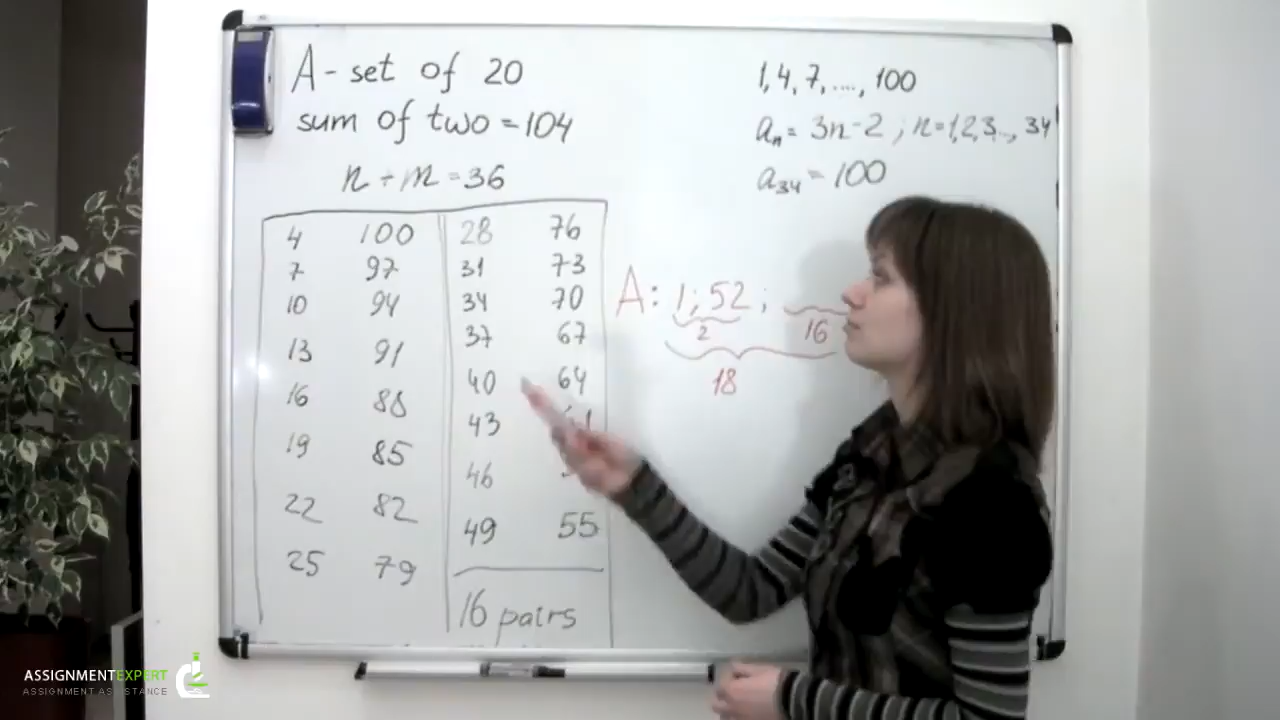 A - set of 20
sum of two = 104
n + m = 36
4 100
7 97
10 94
13 91
16 88
19 85
22 82
25 79
28 76
31 73
34 70
37 67
40 64
43
46
49 55
16 pairs
1, 4, 7, ...., 100
aₙ = 3n - 2 ; n = 1, 2, 3.., 34
a₃₄ = 100
A: 1; 52;
2 16
18
ASSIGNMENTEXPERT
ASSIGNMENT ASSISTANCE